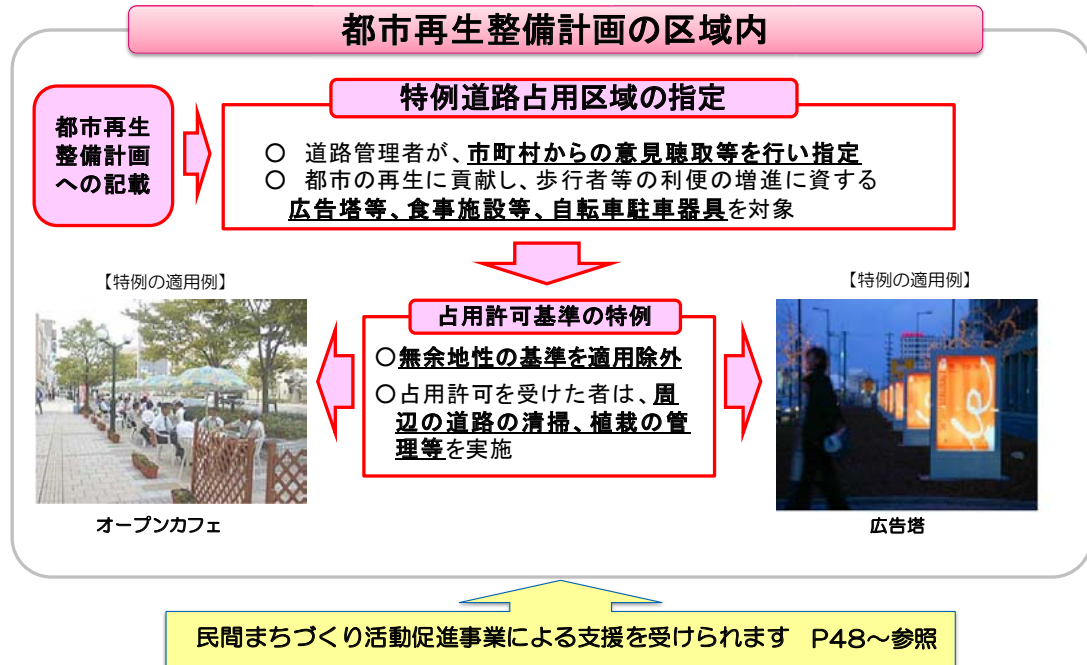 都市再生整備計画の区域内
都市再生
整備計画
への記載
特例道路占用区域の指定
○ 道路管理者が、市町村からの意見聴取等を行い指定
○ 都市の再生に貢献し、歩行者等の利便の増進に資する
広告塔等、食事施設等、自転車駐車器具を対象
【特例の適用例】
オープンカフェ
占用許可基準の特例
○無余地性の基準を適用除外
○占用許可を受けた者は、周
辺の道路の清掃、植栽の管
理等を実施
【特例の適用例】
広告塔
民間まちづくり活動促進事業による支援を受けられます P48～参照